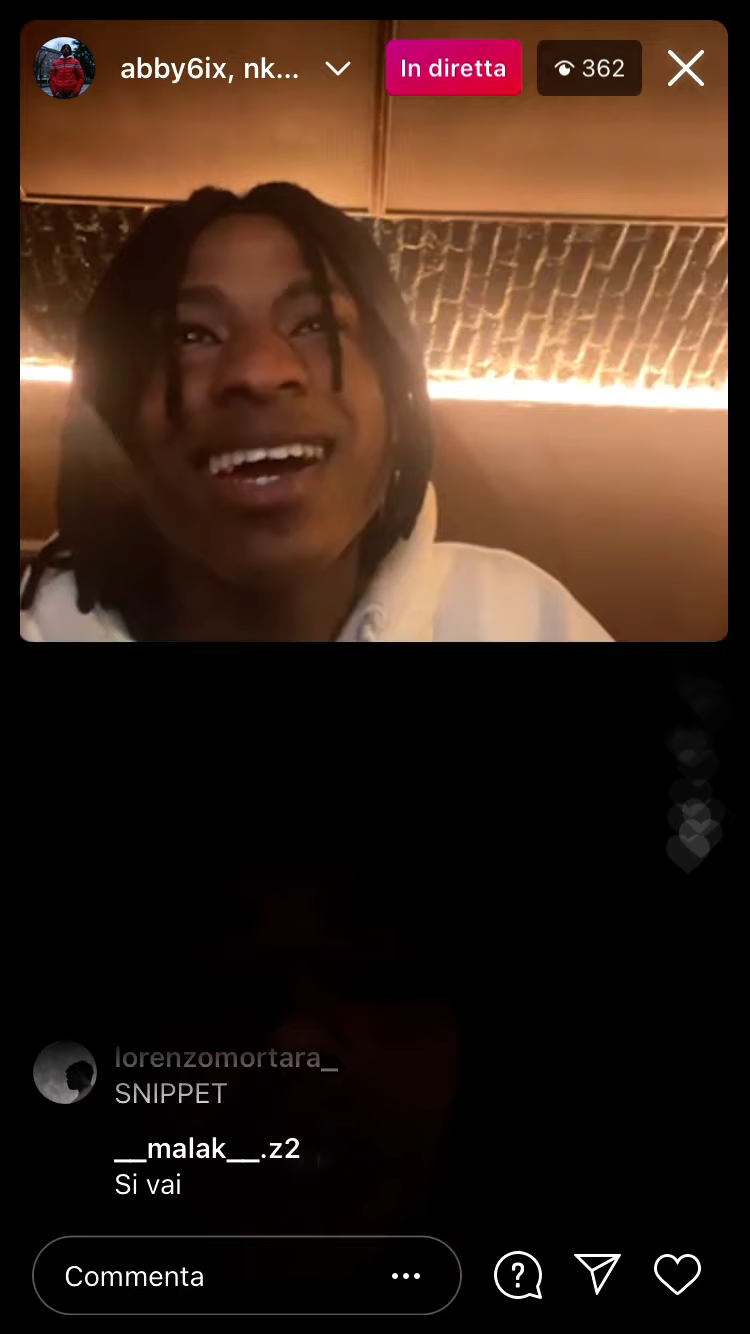 abby6ix, nk...
In diretta
362
lorenzomortara_
SNIPPET
__malak__.z2
Si vai
Commenta